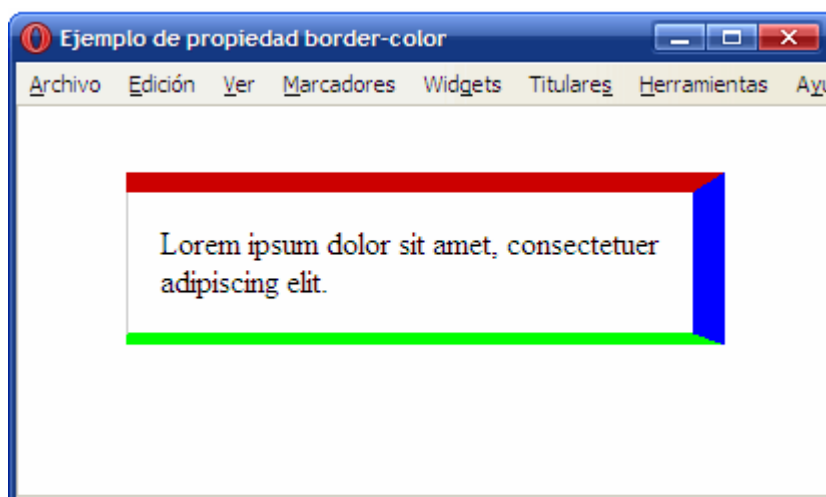 Ejemplo de propiedad border-color
Archivo Edición Ver Marcadores Widgets Titulares Herramientas
Lorem ipsum dolor sit amet, consectetuer
adipiscing elit.